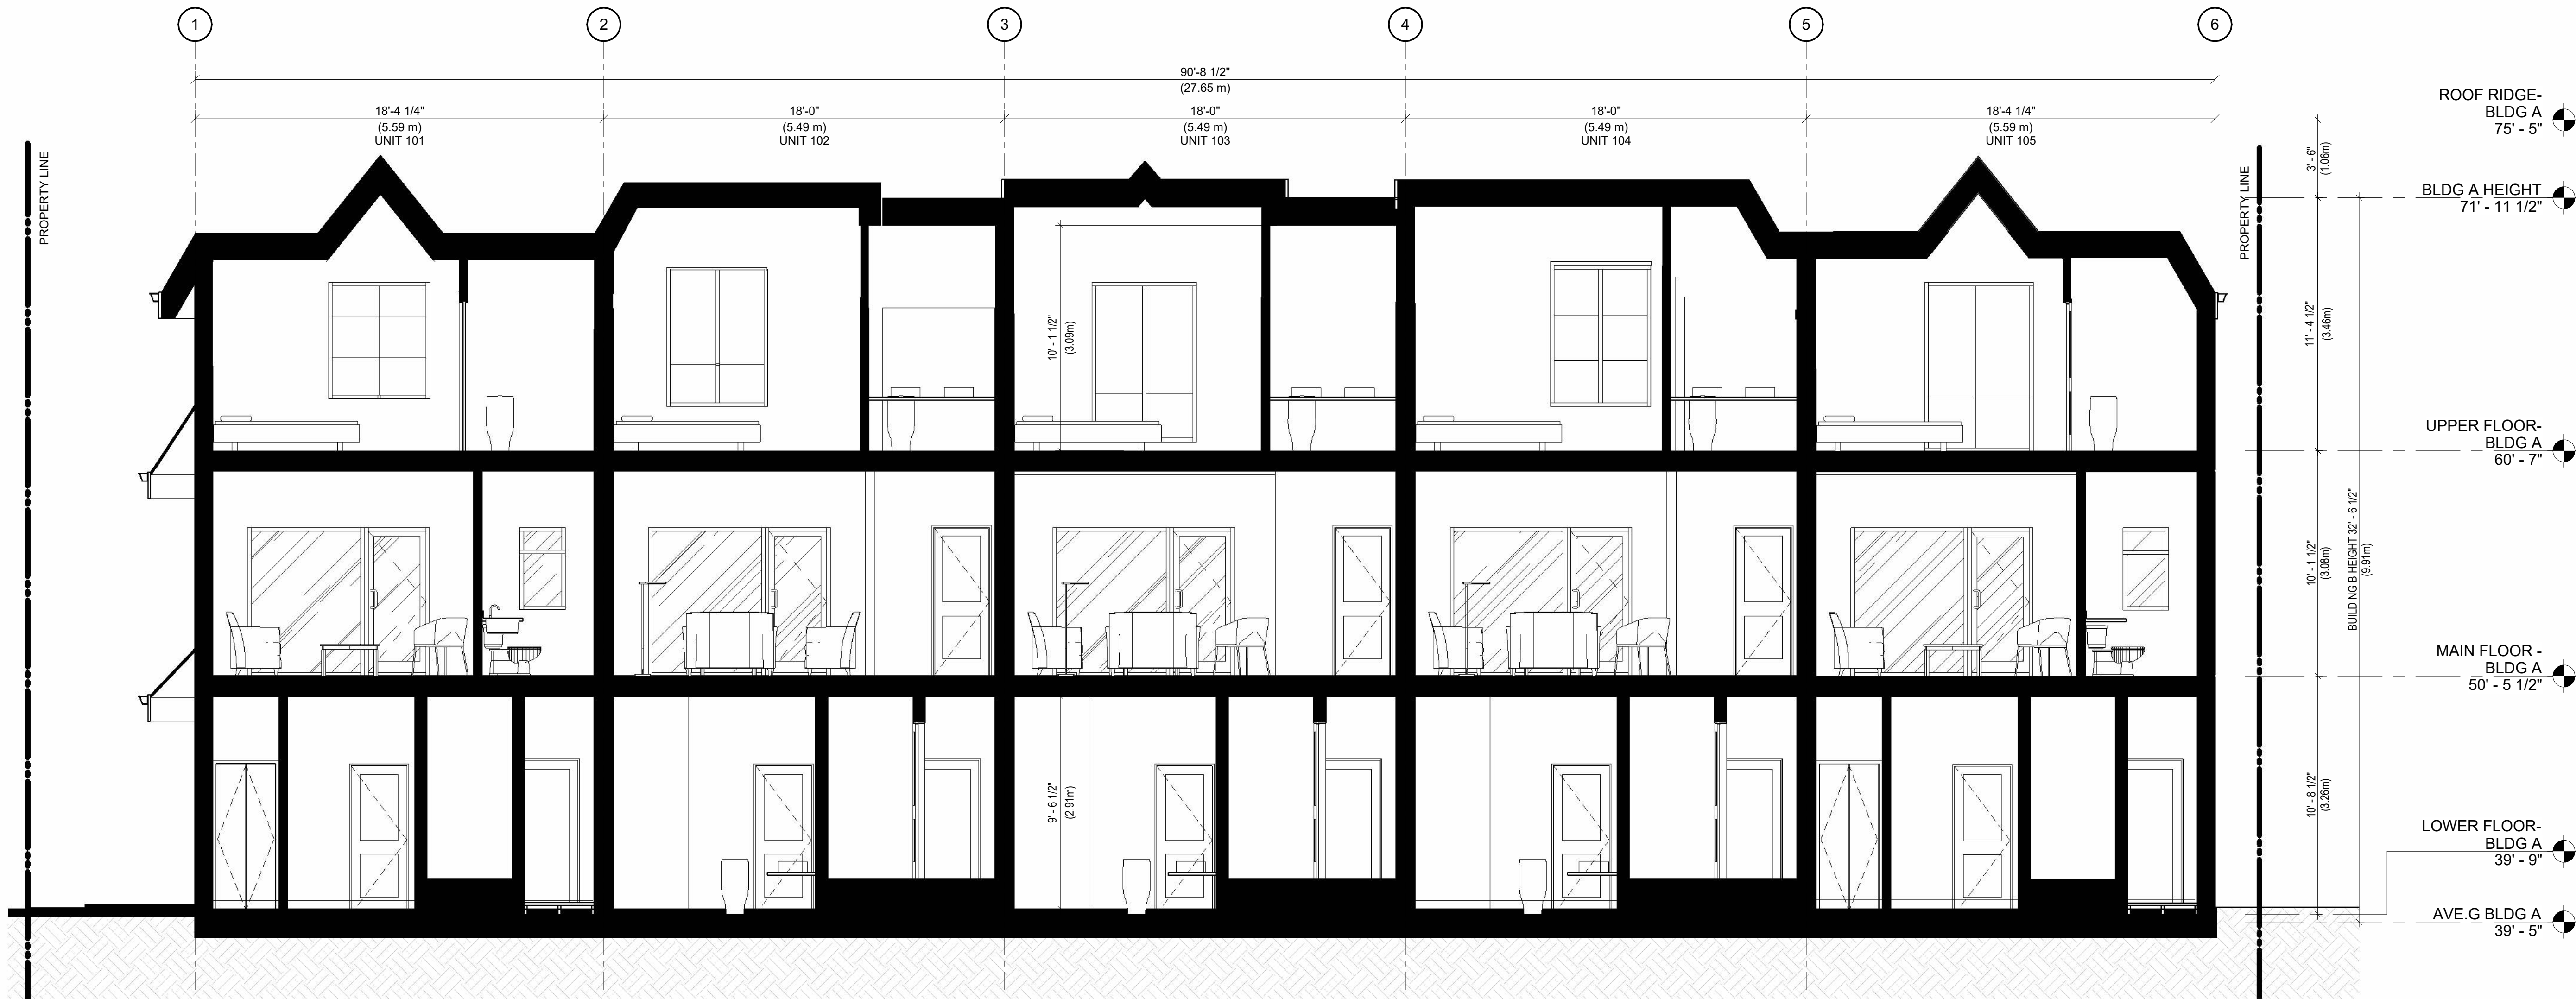 1
2
3
4
5
6
90'-8 1/2"
(27.65 m)
18'-4 1/4"
(5.59 m)
UNIT 101
18'-0"
(5.49 m)
UNIT 102
18'-0"
(5.49 m)
UNIT 103
18'-0"
(5.49 m)
UNIT 104
18'-4 1/4"
(5.59 m)
UNIT 105
PROPERTY LINE
PROPERTY LINE
ROOF RIDGE-
BLDG A
75' - 5"
3' - 6"
(1.06m)
BLDG A HEIGHT
71' - 11 1/2"
10' - 1 1/2"
(3.09m)
11' - 4 1/2"
(3.46m)
UPPER FLOOR-
BLDG A
60' - 7"
10' - 1 1/2"
(3.08m)
BUILDING B HEIGHT 32' - 6 1/2"
(9.91m)
MAIN FLOOR -
BLDG A
50' - 5 1/2"
9' - 6 1/2"
(2.91m)
10' - 8 1/2"
(3.26m)
LOWER FLOOR-
BLDG A
39' - 9"
AVE.G BLDG A
39' - 5"